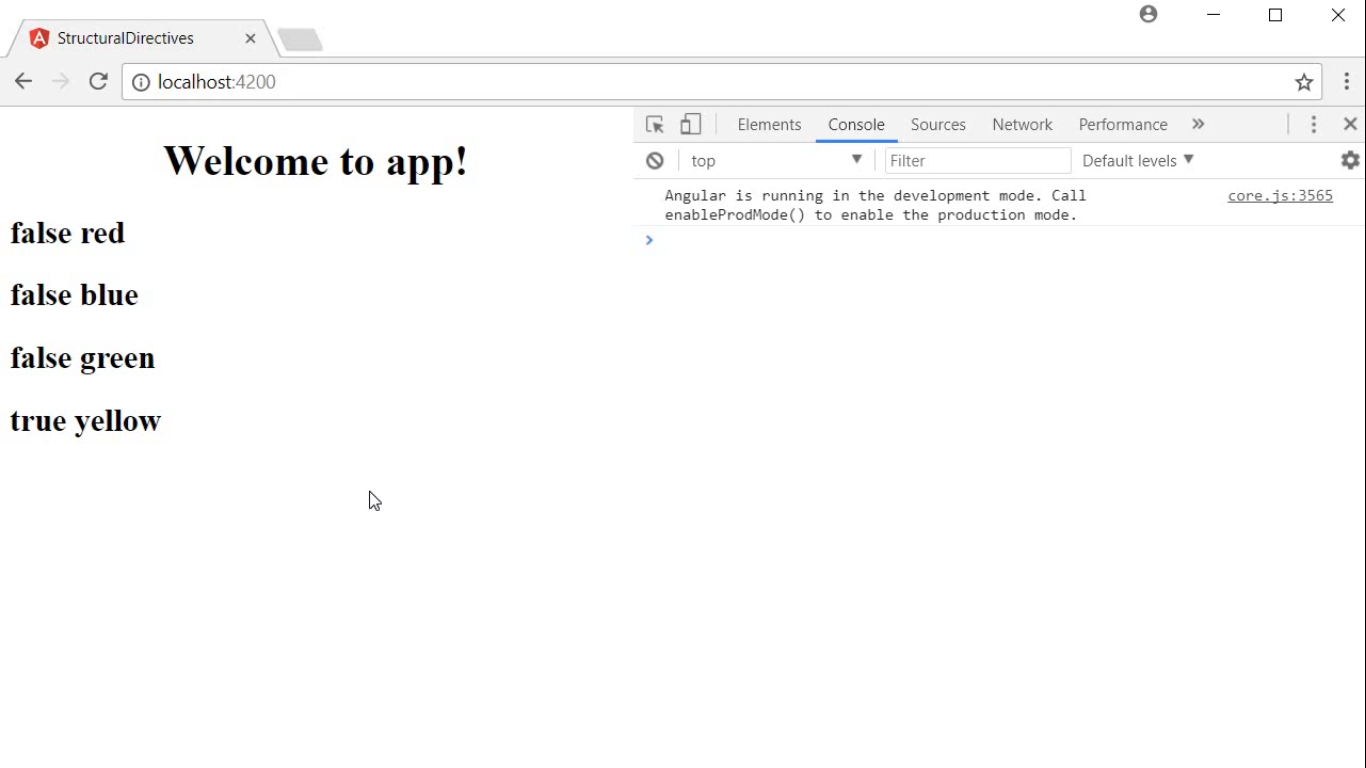 StructuralDirectives
localhost:4200
Welcome to app!
false red
false blue
false green
true yellow
Elements Console Sources Network Performance »
top Filter Default levels
Angular is running in the development mode. Call core.js:3565
enableProdMode() to enable the production mode.